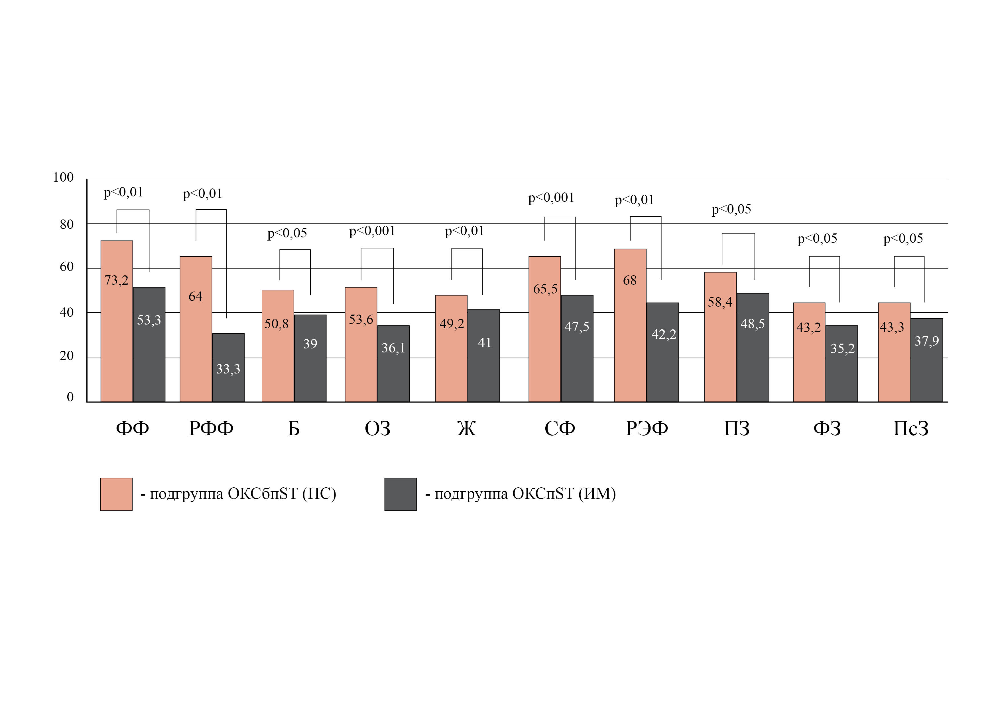 100
80
60
40
20
0
p<0,01
p<0,01
p<0,05
p<0,001
p<0,01
p<0,001
p<0,01
p<0,05
p<0,05
p<0,05
73,2
53,3
64
33,3
50,8
39
53,6
36,1
49,2
41
65,5
47,5
68
42,2
58,4
48,5
43,2
35,2
43,3
37,9
ФФ РФФ Б ОЗ Ж СФ РЭФ ПЗ ФЗ ПсЗ
- подгруппа ОКСбпST (НС)
- подгруппа ОКСпST (ИМ)